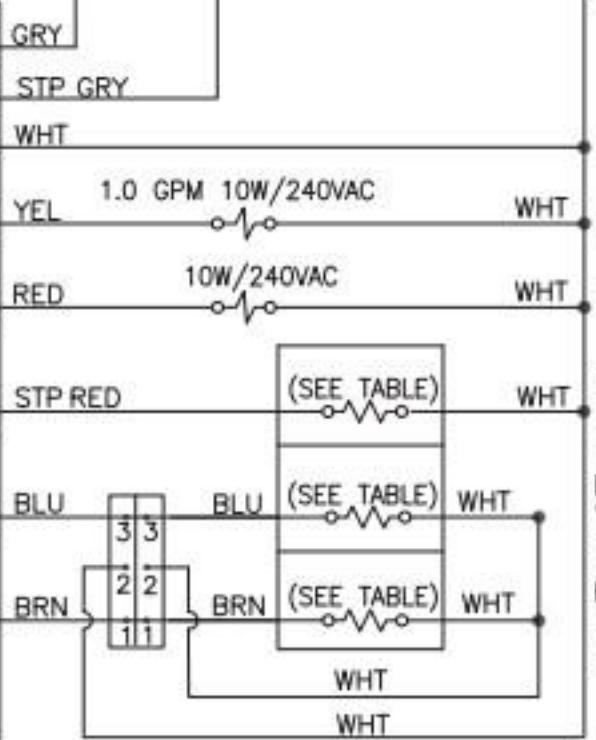 GRY
STP GRY
WHT
1.0 GPM 10W/240VAC
YEL WHT
10W/240VAC
RED WHT
(SEE TABLE)
STP RED WHT
BLU BLU (SEE TABLE) WHT
3 3
2 2
BRN BRN (SEE TABLE) WHT
1 1
WHT
WHT